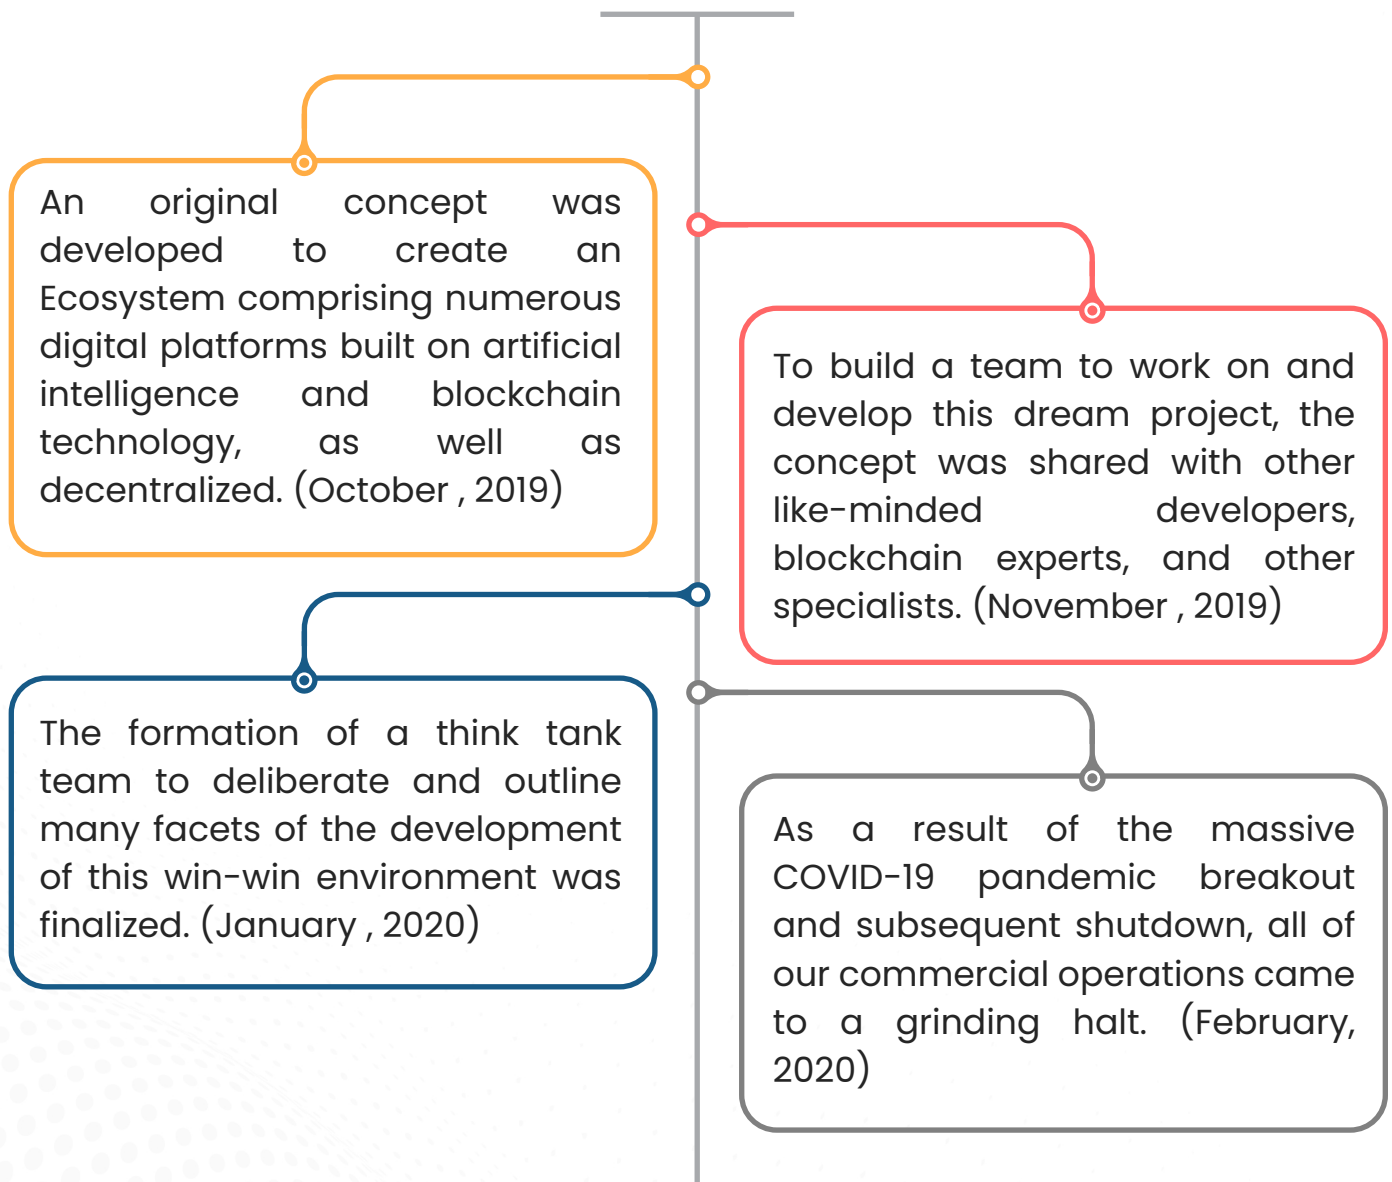 An original concept was
developed to create an
Ecosystem comprising numerous
digital platforms built on artificial
intelligence and blockchain
technology, as well as
decentralized. (October , 2019)
To build a team to work on and
develop this dream project, the
concept was shared with other
like-minded developers,
blockchain experts, and other
specialists. (November , 2019)
The formation of a think tank
team to deliberate and outline
many facets of the development
of this win-win environment was
finalized. (January , 2020)
As a result of the massive
COVID-19 pandemic breakout
and subsequent shutdown, all of
our commercial operations came
to a grinding halt. (February,
2020)